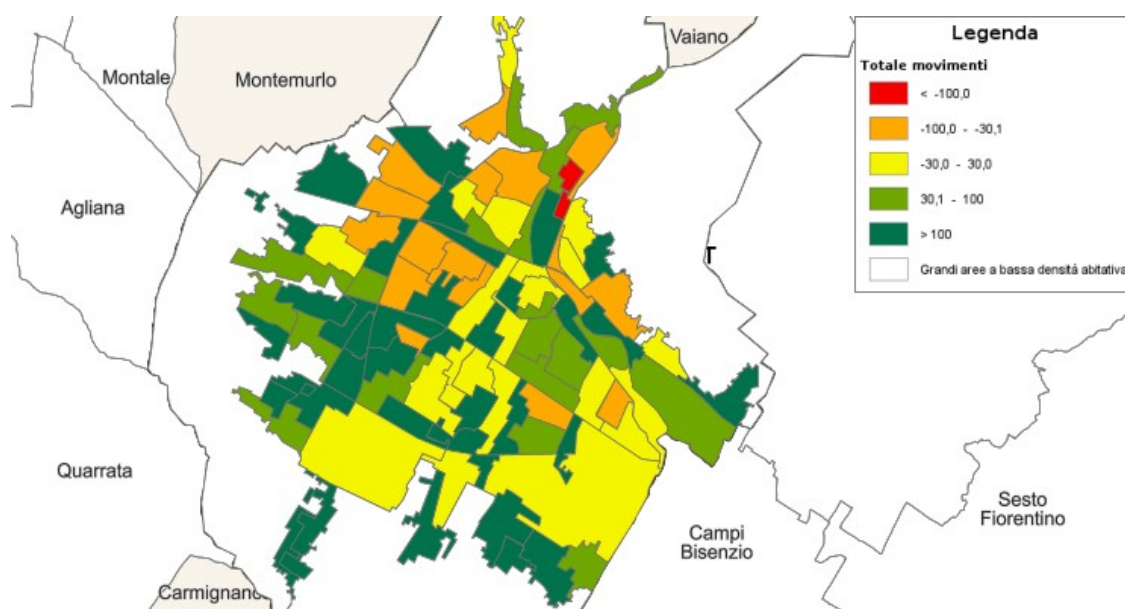 Vaiano
Montale
Montemurlo
Agliana
T
Quarrata
Campi
Bisenzio
Sesto
Fiorentino
Carmignano
Legenda
Totale movimenti
< -100,0
-100,0 - -30,1
-30,0 - 30,0
30,1 - 100
> 100
Grandi aree a bassa densitá abitativa